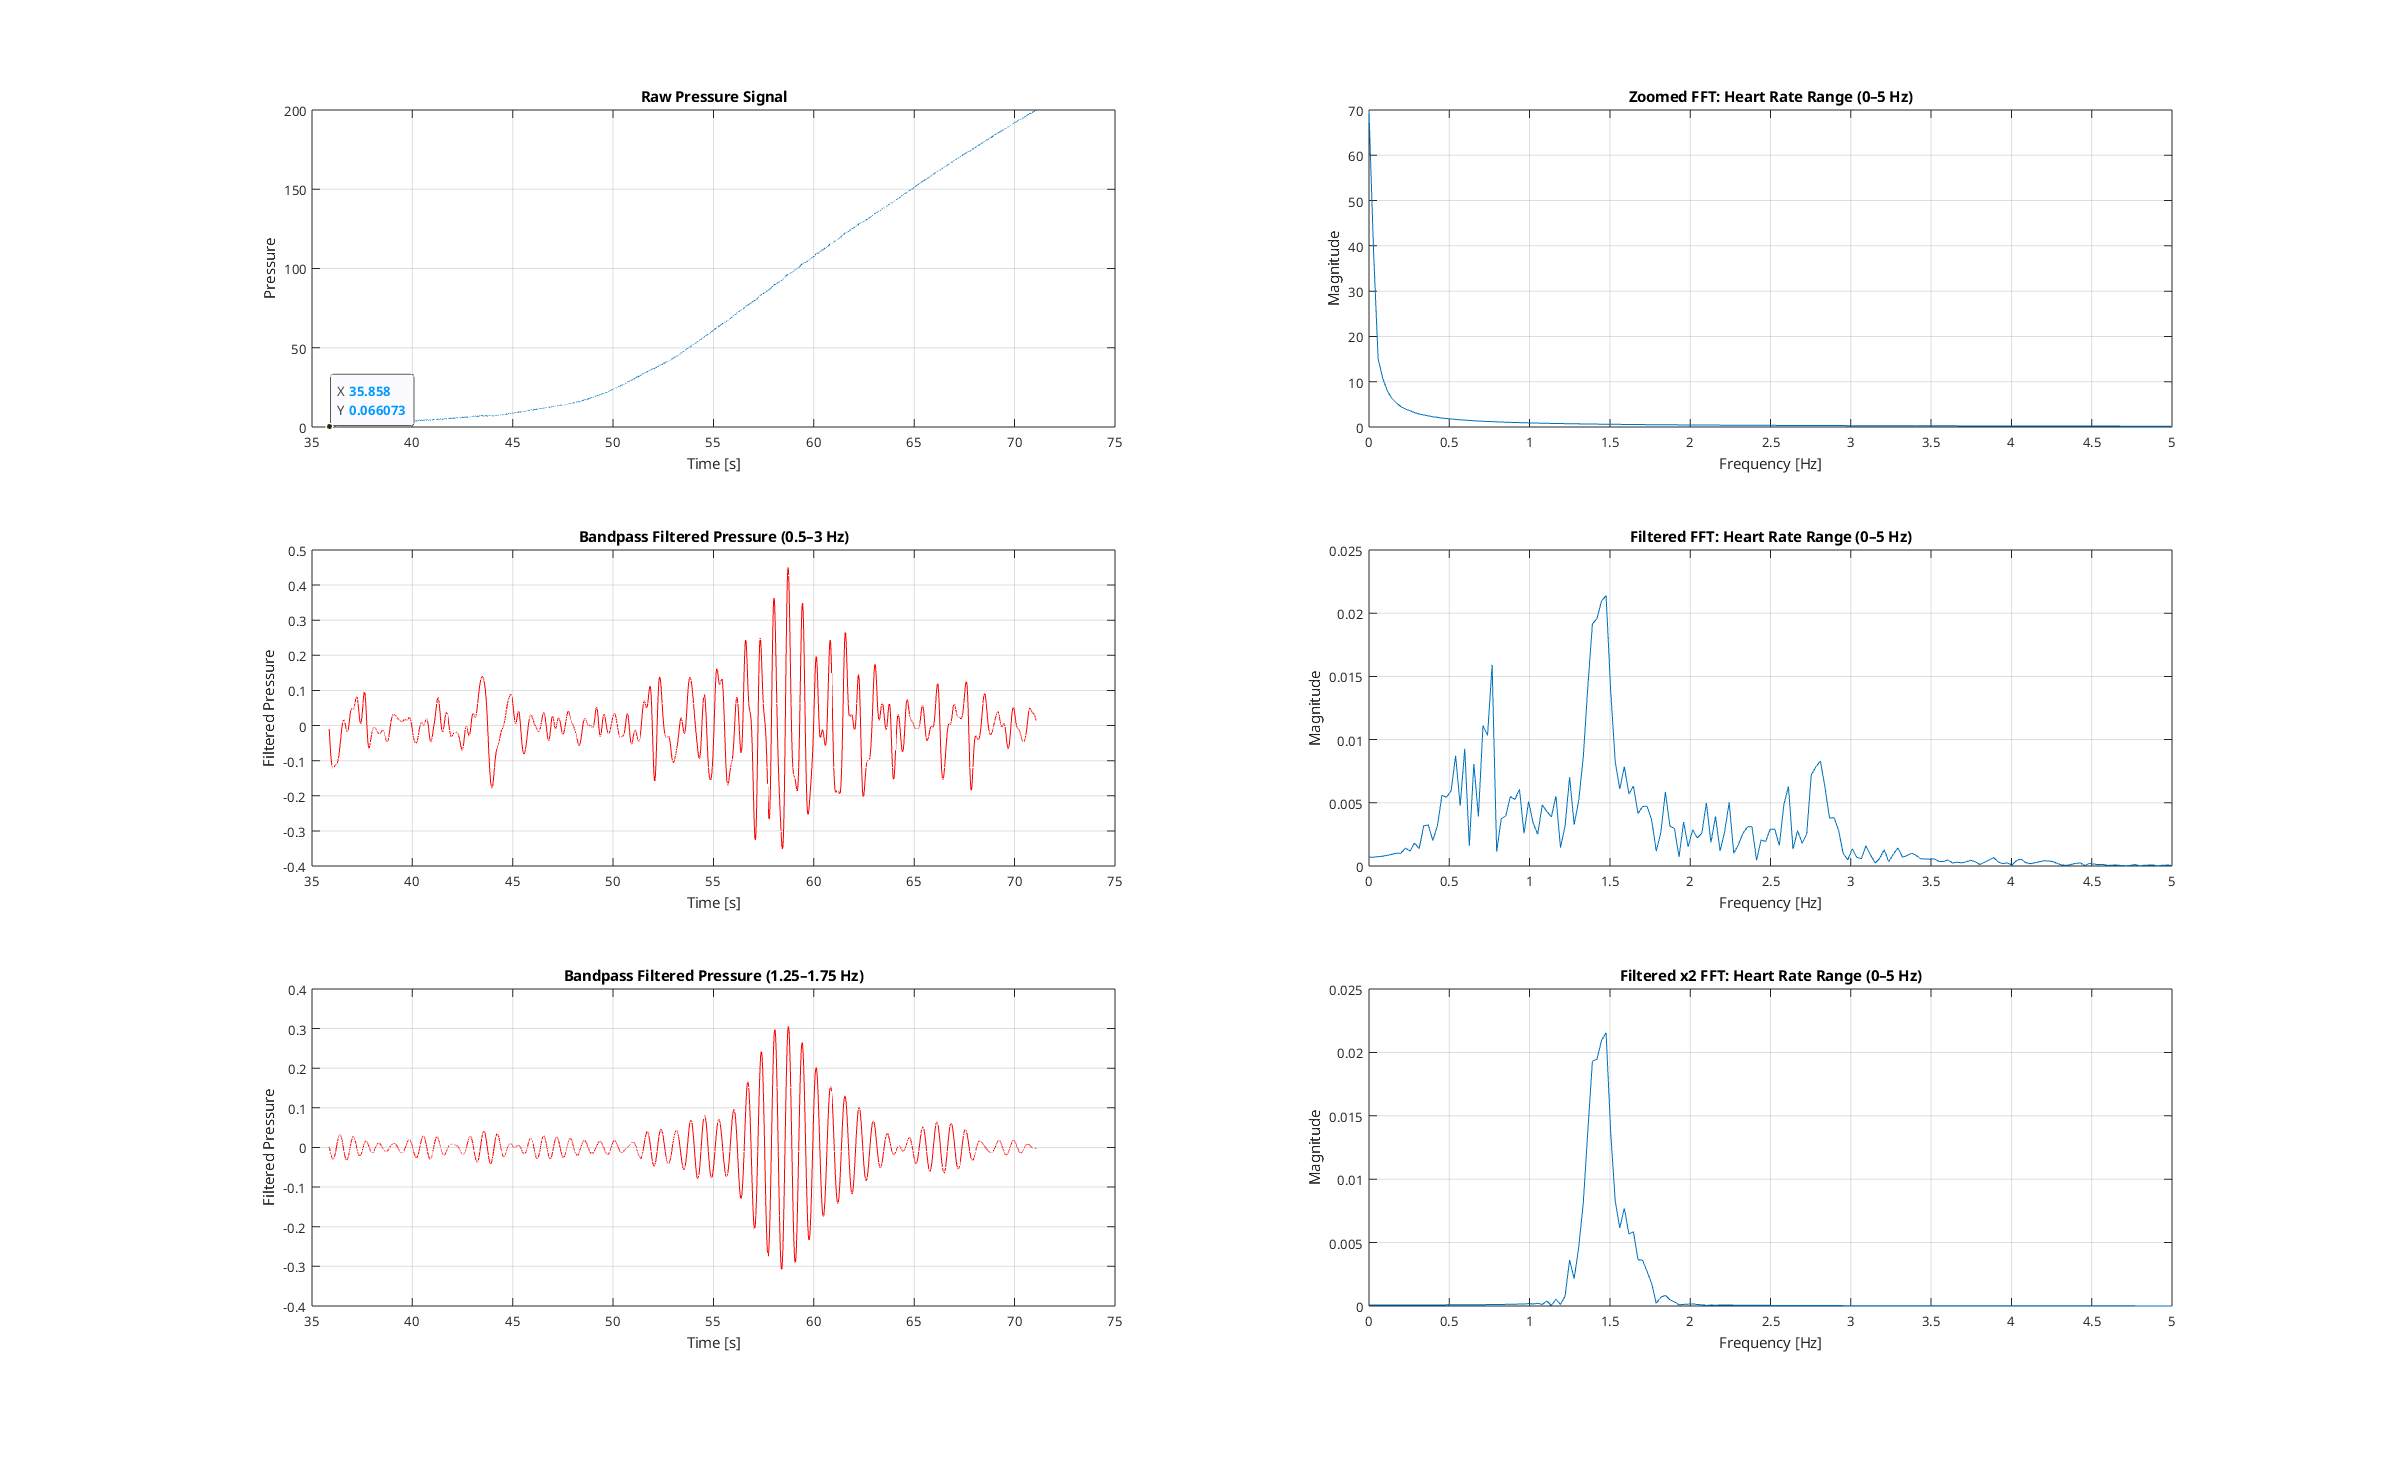 Raw Pressure Signal
200
150
100
50
0
Pressure
X 35.858
Y 0.066073
35 40 45 50 55 60 65 70 75
Time [s]
Zoomed FFT: Heart Rate Range (0–5 Hz)
70
60
50
40
30
20
10
0
Magnitude
0 0.5 1 1.5 2 2.5 3 3.5 4 4.5 5
Frequency [Hz]
Bandpass Filtered Pressure (0.5–3 Hz)
0.5
0.4
0.3
0.2
0.1
0
-0.1
-0.2
-0.3
-0.4
Filtered Pressure
35 40 45 50 55 60 65 70 75
Time [s]
Filtered FFT: Heart Rate Range (0–5 Hz)
0.025
0.02
0.015
0.01
0.005
0
Magnitude
0 0.5 1 1.5 2 2.5 3 3.5 4 4.5 5
Frequency [Hz]
Bandpass Filtered Pressure (1.25–1.75 Hz)
0.4
0.3
0.2
0.1
0
-0.1
-0.2
-0.3
-0.4
Filtered Pressure
35 40 45 50 55 60 65 70 75
Time [s]
Filtered x2 FFT: Heart Rate Range (0–5 Hz)
0.025
0.02
0.015
0.01
0.005
0
Magnitude
0 0.5 1 1.5 2 2.5 3 3.5 4 4.5 5
Frequency [Hz]